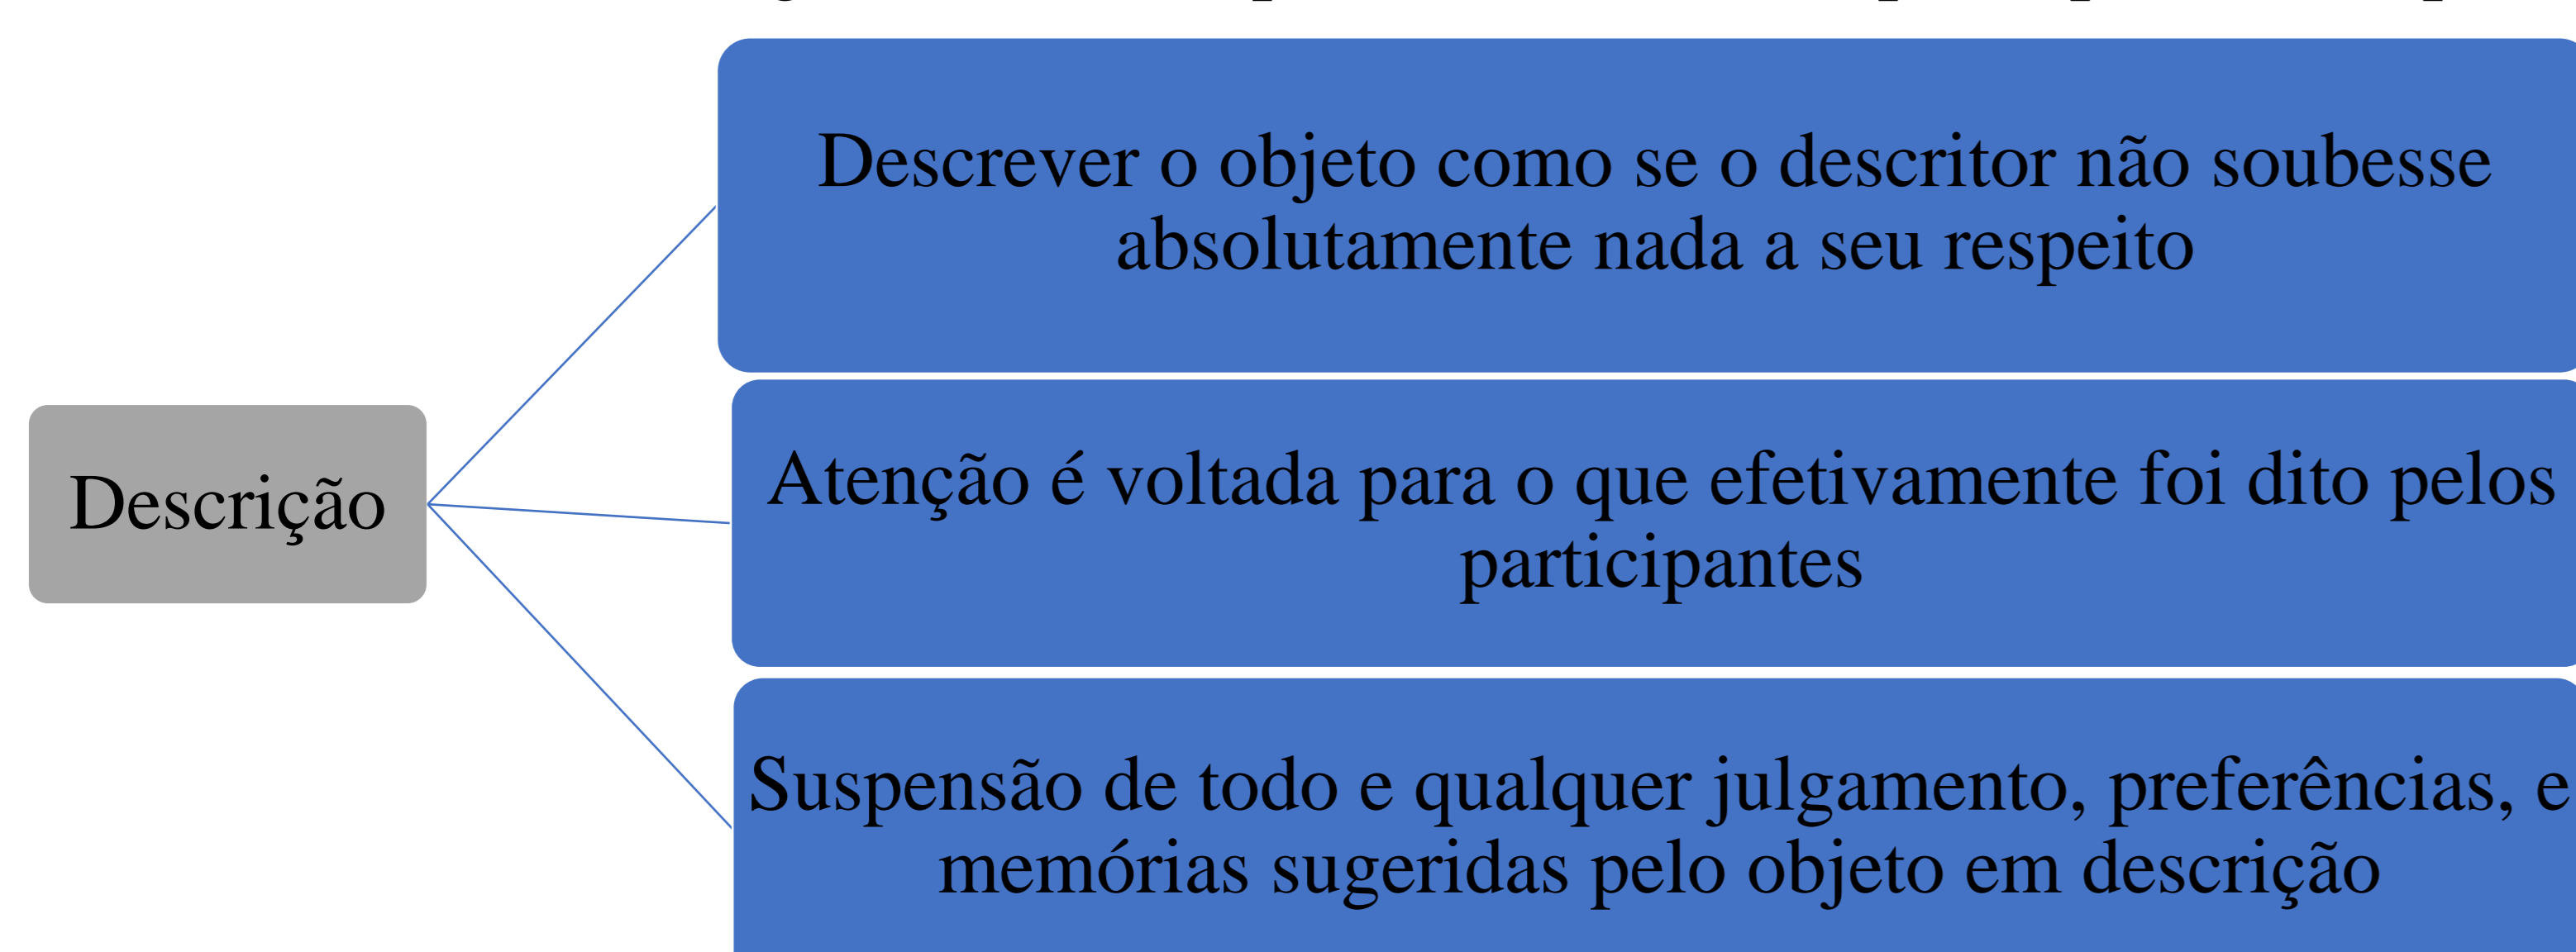 Descrever o objeto como se o descritor não soubesse
absolutamente nada a seu respeito
Descrição
Atenção é voltada para o que efetivamente foi dito pelos
participantes
Suspensão de todo e qualquer julgamento, preferências, e
memórias sugeridas pelo objeto em descrição